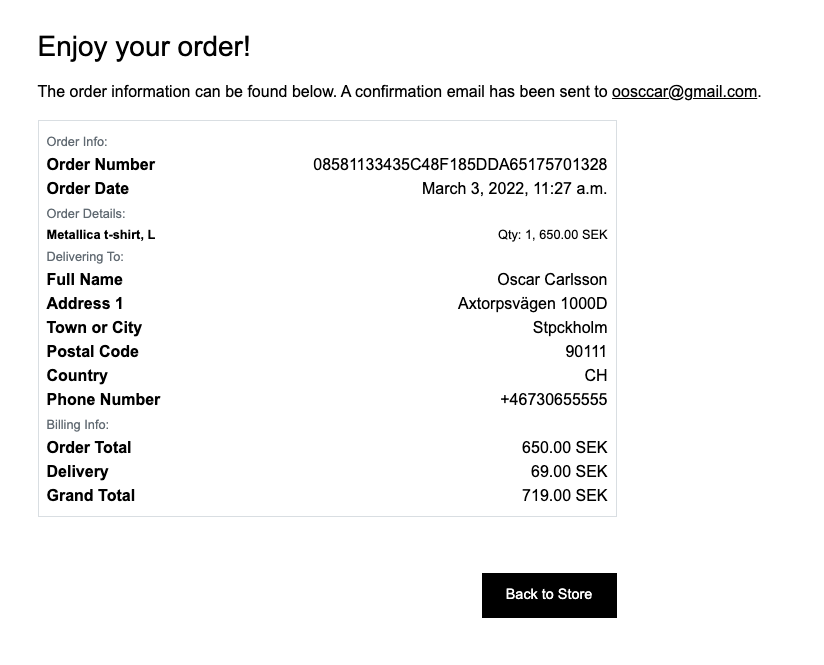 Enjoy your order!
The order information can be found below. A confirmation email has been sent to oosccar@gmail.com.
Order Info:
Order Number 08581133435C48F185DDA65175701328
Order Date March 3, 2022, 11:27 a.m.
Order Details:
Metallica t-shirt, L Qty: 1, 650.00 SEK
Delivering To:
Full Name Oscar Carlsson
Address 1 Axtorpsvägen 1000D
Town or City Stpckholm
Postal Code 90111
Country CH
Phone Number +46730655555
Billing Info:
Order Total 650.00 SEK
Delivery 69.00 SEK
Grand Total 719.00 SEK
Back to Store